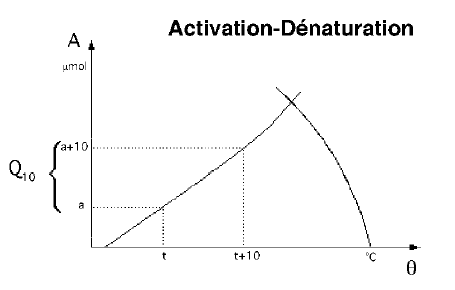 Activation-Dénaturation
A
µmol
a+10
Q10
a
t
t+10
°C
θ